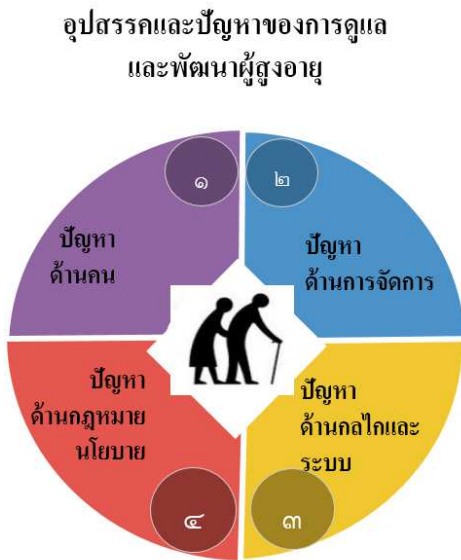 อุปสรรคและปัญหาของการดูแล
และพัฒนาผู้สูงอายุ
๑
ปัญหา
ด้านคน
๒
ปัญหา
ด้านการจัดการ
๓
ปัญหา
ด้านกลไกและ
ระบบ
๔
ปัญหา
ด้านกฎหมาย
นโยบาย